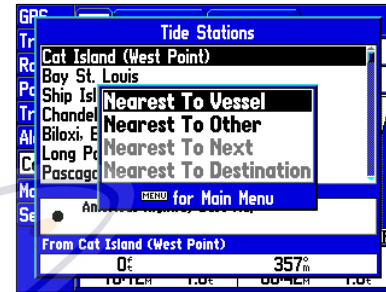 GPS
Tide Stations
Cat Island (West Point)
Bay St. Louis
Ship Isl
Chandel
Biloxi, B
Long Po
Pascago
Nearest To Vessel
Nearest To Other
Nearest To Next
Nearest To Destination
MENU for Main Menu
From Cat Island (West Point)
0ft
357°m